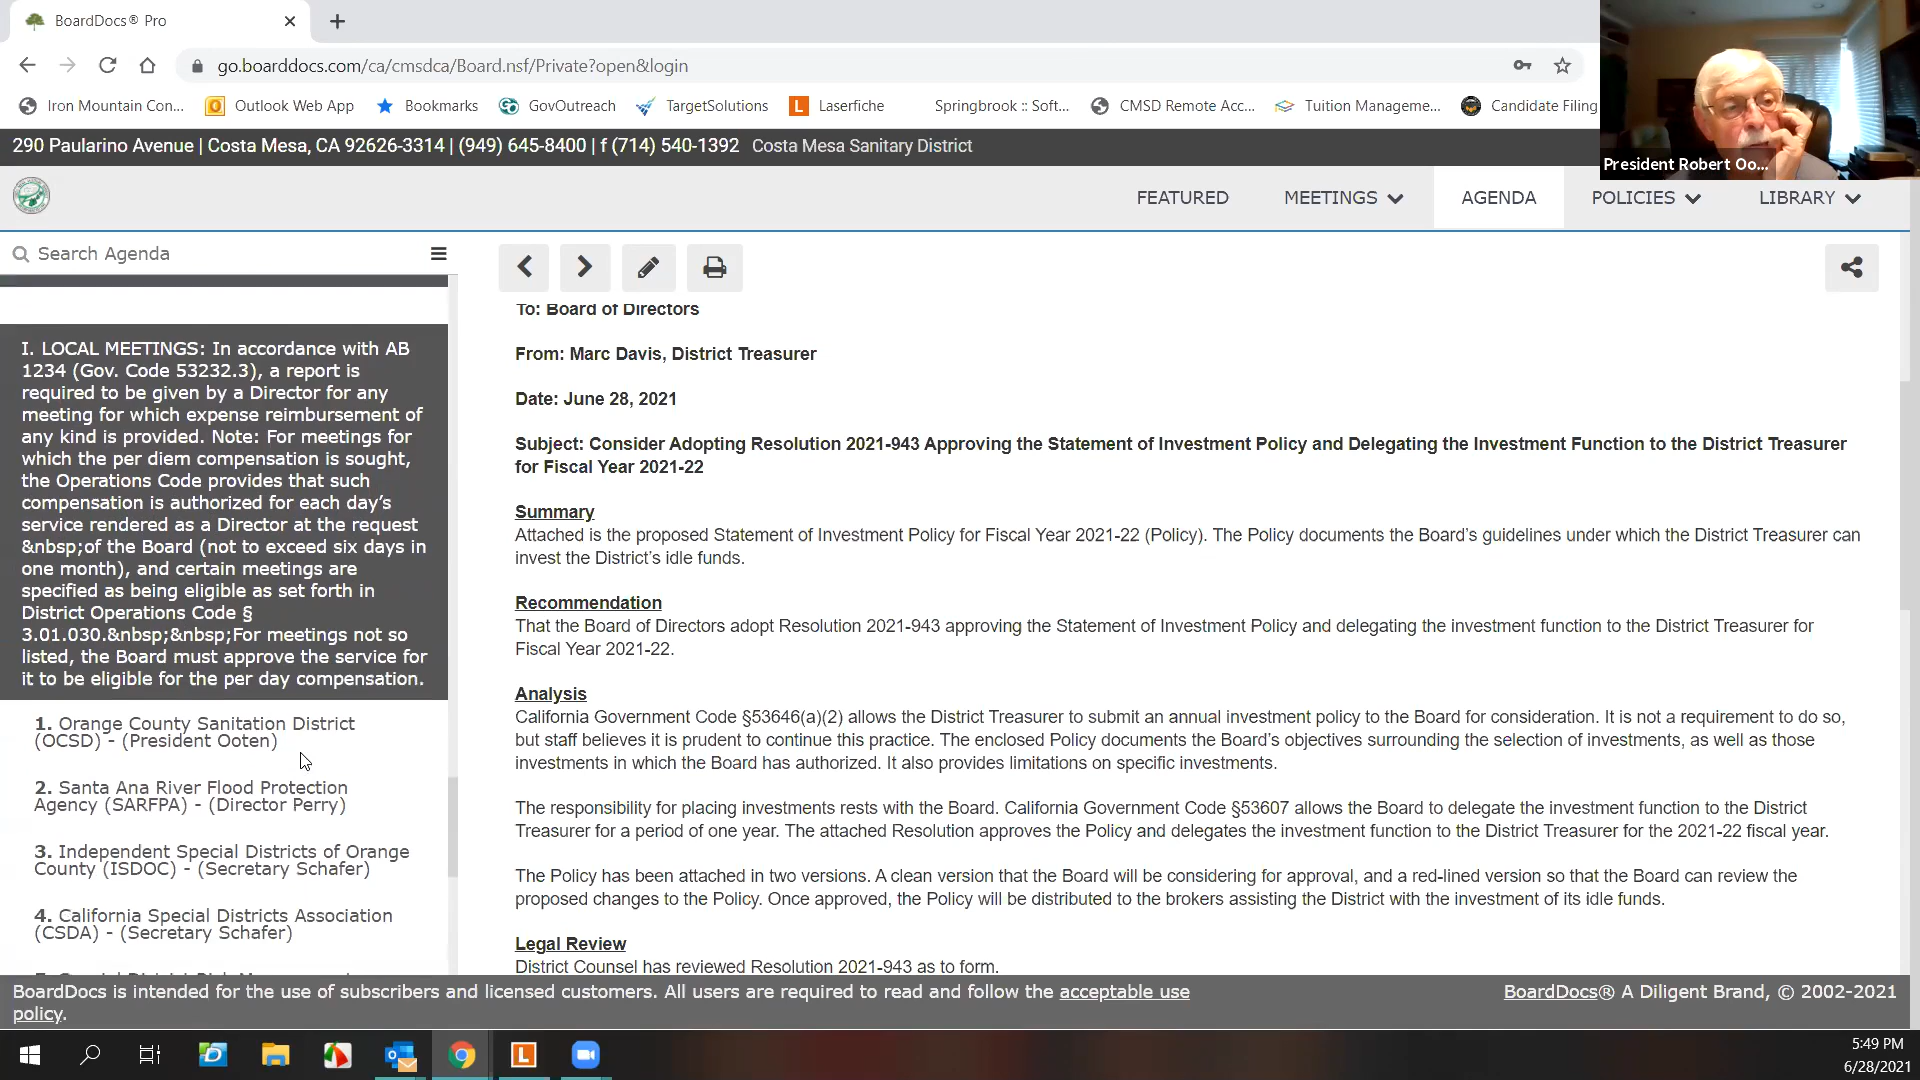 BoardDocs® Pro
go.boarddocs.com/ca/cmsdca/Board.nsf/Private?open&login
Iron Mountain Con... Outlook Web App Bookmarks GovOutreach TargetSolutions Laserfiche Springbrook :: Soft... CMSD Remote Acc... Tuition Manageme... Candidate Filing
290 Paularino Avenue | Costa Mesa, CA 92626-3314 | (949) 645-8400 | f (714) 540-1392 Costa Mesa Sanitary District
President Robert Oo...
FEATURED MEETINGS AGENDA POLICIES LIBRARY
Search Agenda
I. LOCAL MEETINGS: In accordance with AB
1234 (Gov. Code 53232.3), a report is
required to be given by a Director for any
meeting for which expense reimbursement of
any kind is provided. Note: For meetings for
which the per diem compensation is sought,
the Operations Code provides that such
compensation is authorized for each day's
service rendered as a Director at the request
&nbsp;of the Board (not to exceed six days in
one month), and certain meetings are
specified as being eligible as set forth in
District Operations Code §
3.01.030.&nbsp;&nbsp;For meetings not so
listed, the Board must approve the service for
it to be eligible for the per day compensation.
1. Orange County Sanitation District
(OCSD) - (President Ooten)
2. Santa Ana River Flood Protection
Agency (SARFPA) - (Director Perry)
3. Independent Special Districts of Orange
County (ISDOC) - (Secretary Schafer)
4. California Special Districts Association
(CSDA) - (Secretary Schafer)
To: Board of Directors
From: Marc Davis, District Treasurer
Date: June 28, 2021
Subject: Consider Adopting Resolution 2021-943 Approving the Statement of Investment Policy and Delegating the Investment Function to the District Treasurer
for Fiscal Year 2021-22
Summary
Attached is the proposed Statement of Investment Policy for Fiscal Year 2021-22 (Policy). The Policy documents the Board's guidelines under which the District Treasurer can
invest the District's idle funds.
Recommendation
That the Board of Directors adopt Resolution 2021-943 approving the Statement of Investment Policy and delegating the investment function to the District Treasurer for
Fiscal Year 2021-22.
Analysis
California Government Code §53646(a)(2) allows the District Treasurer to submit an annual investment policy to the Board for consideration. It is not a requirement to do so,
but staff believes it is prudent to continue this practice. The enclosed Policy documents the Board's objectives surrounding the selection of investments, as well as those
investments in which the Board has authorized. It also provides limitations on specific investments.
The responsibility for placing investments rests with the Board. California Government Code §53607 allows the Board to delegate the investment function to the District
Treasurer for a period of one year. The attached Resolution approves the Policy and delegates the investment function to the District Treasurer for the 2021-22 fiscal year.
The Policy has been attached in two versions. A clean version that the Board will be considering for approval, and a red-lined version so that the Board can review the
proposed changes to the Policy. Once approved, the Policy will be distributed to the brokers assisting the District with the investment of its idle funds.
Legal Review
District Counsel has reviewed Resolution 2021-943 as to form.
BoardDocs is intended for the use of subscribers and licensed customers. All users are required to read and follow the acceptable use
policy.
BoardDocs® A Diligent Brand, © 2002-2021
5:49 PM
6/28/2021